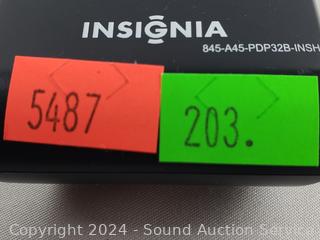 INSIGNIA
845-A45-PDP32B-INSH
5487
203.
Copyright 2024 - Sound Auction Service